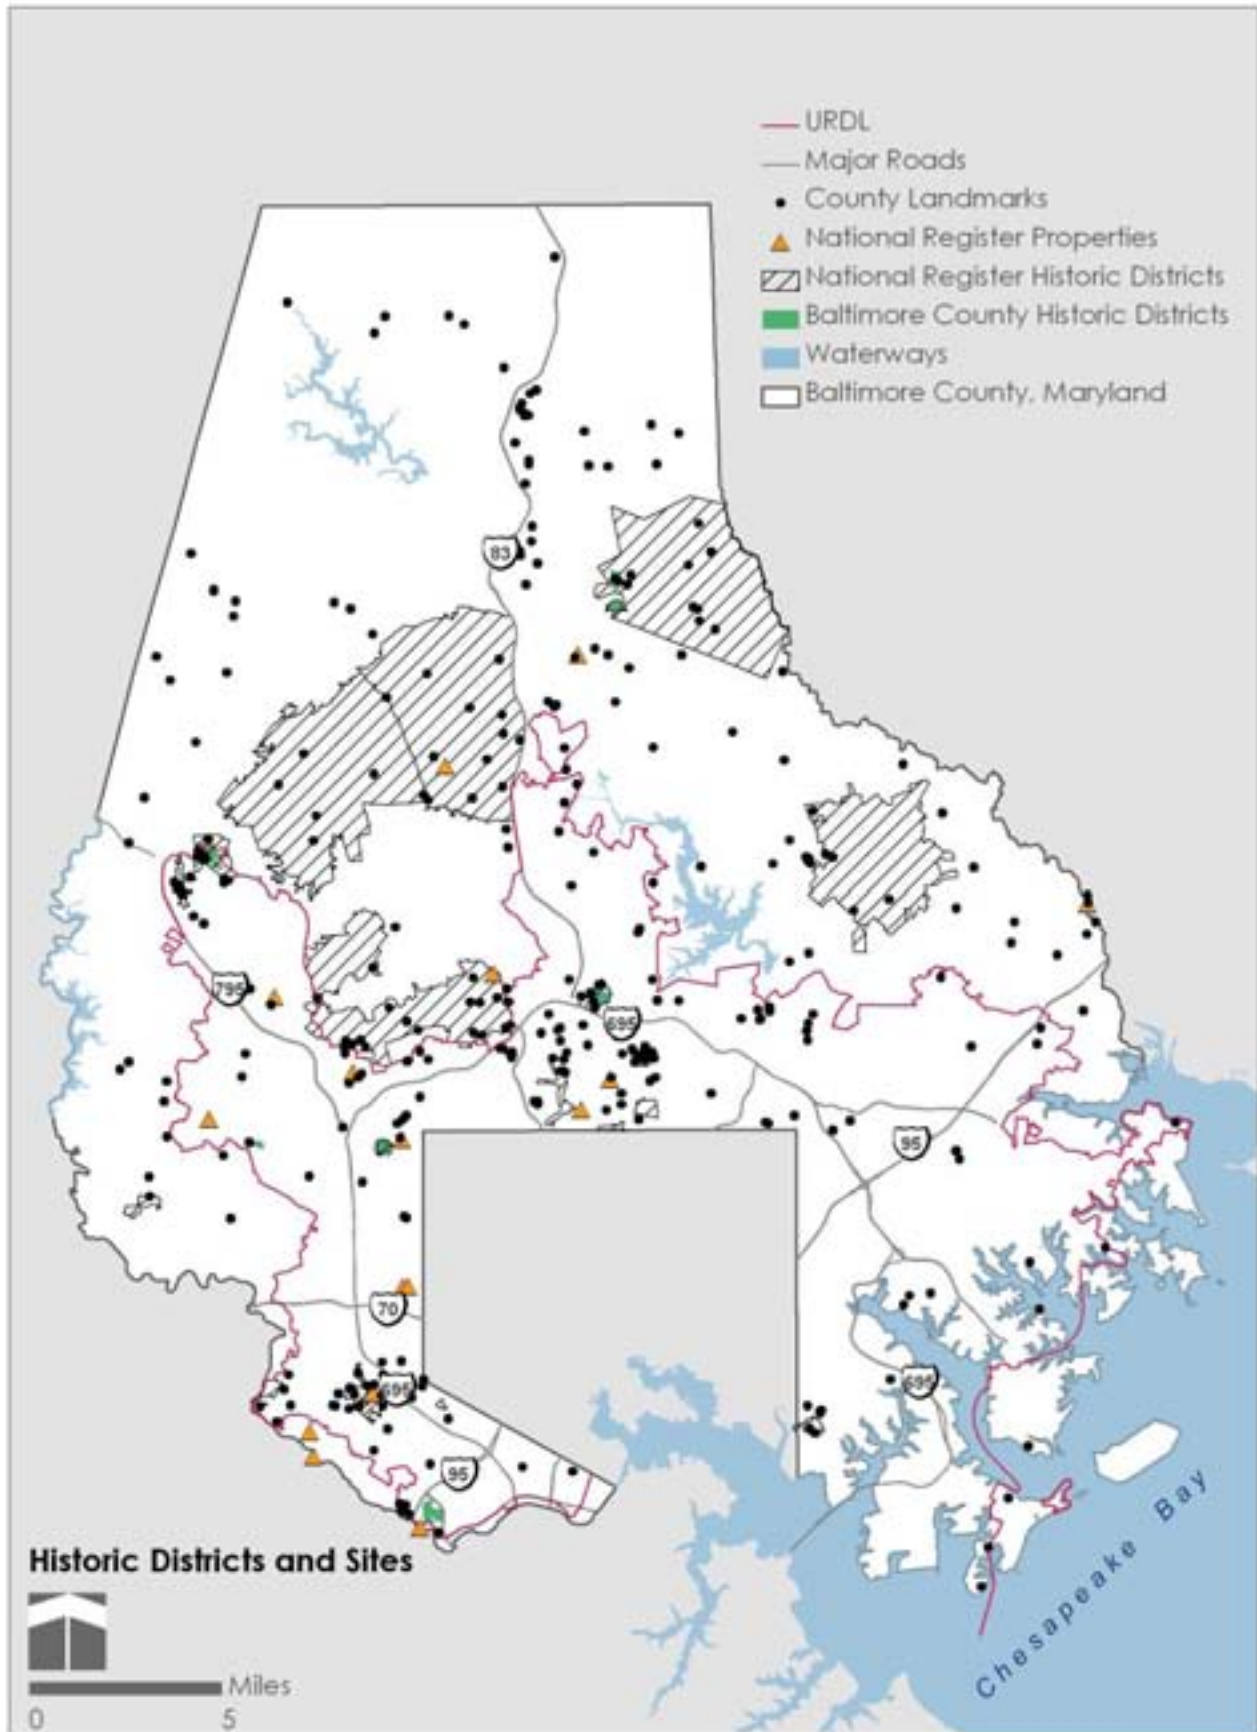 URDL
Major Roads
County Landmarks
National Register Properties
National Register Historic Districts
Baltimore County Historic Districts
Waterways
Baltimore County, Maryland
83
795
695
95
70
695
695
95
Chesapeake Bay
Historic Districts and Sites
Miles
0 5